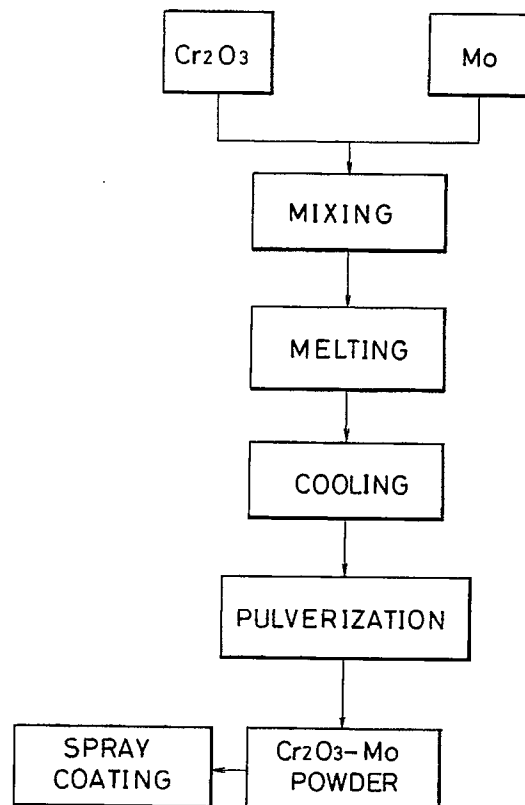 Cr2O3
Mo
MIXING
MELTING
COOLING
PULVERIZATION
SPRAY
COATING
Cr2O3-Mo
POWDER